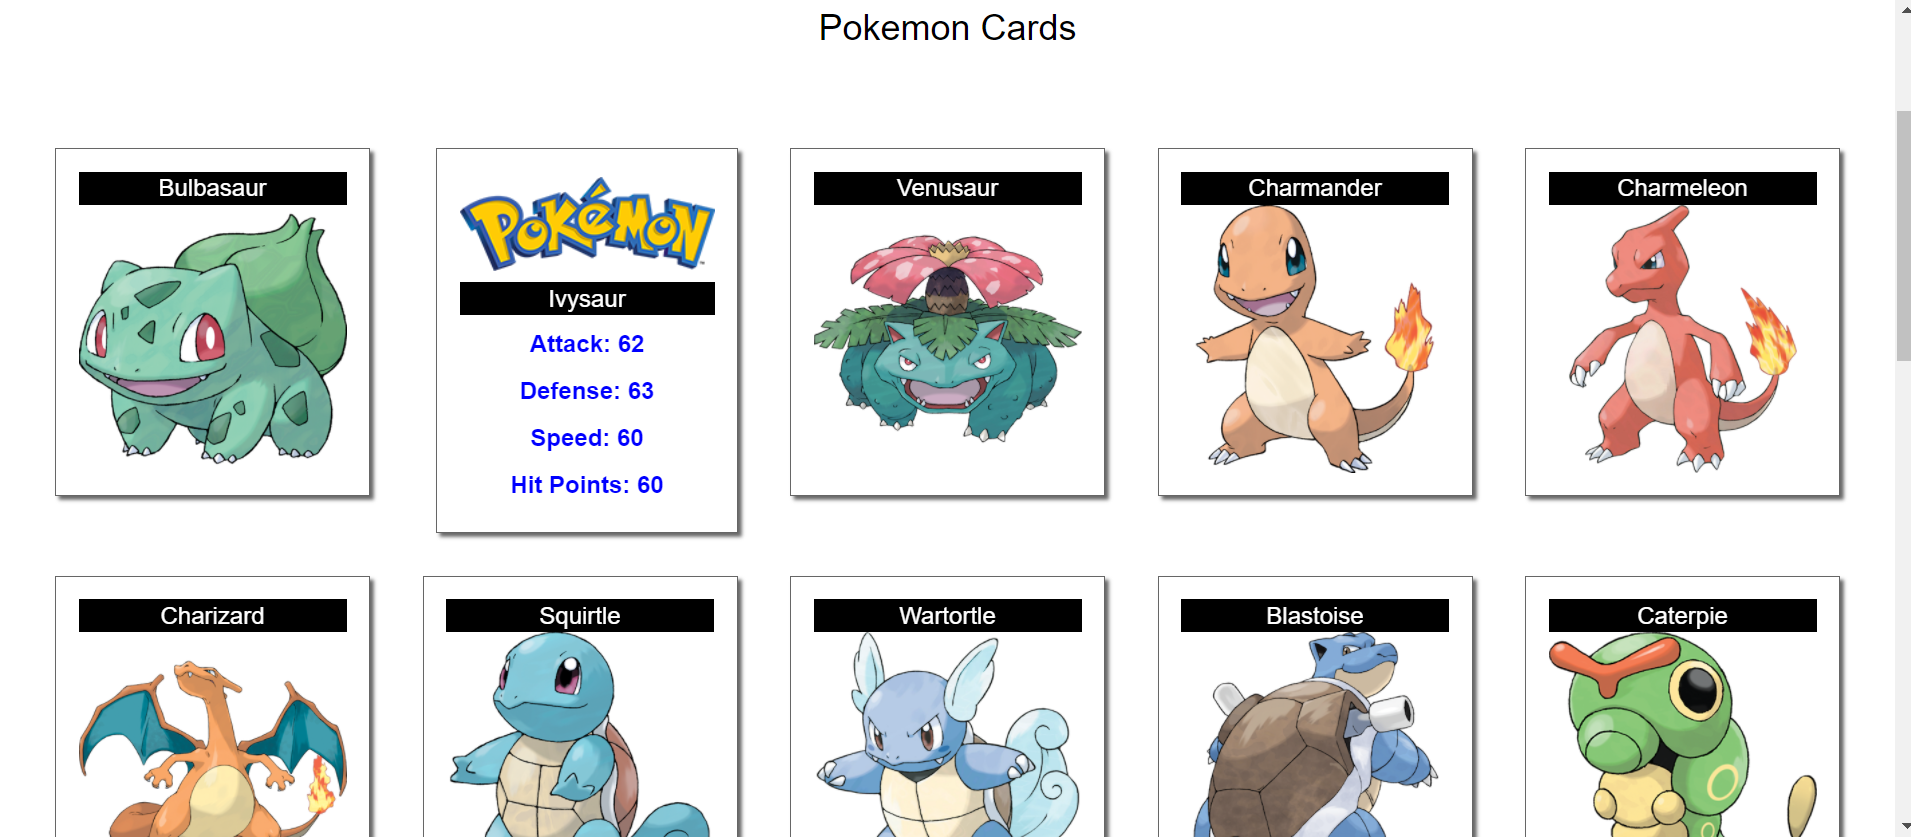 Pokemon Cards
Bulbasaur
POKéMON
Ivysaur
Attack: 62
Defense: 63
Speed: 60
Hit Points: 60
Venusaur
Charmander
Charmeleon
Charizard
Squirtle
Wartortle
Blastoise
Caterpie